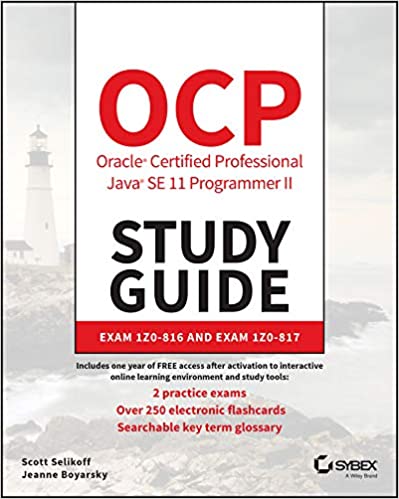 OCP
Oracle® Certified Professional
Java® SE 11 Programmer II
STUDY
GUIDE
EXAM 1Z0-816 AND EXAM 1Z0-817
Includes one year of FREE access after activation to interactive
online learning environment and study tools:
2 practice exams
Over 250 electronic flashcards
Searchable key term glossary
Scott Selikoff
Jeanne Boyarsky
SYBEX
A Wiley Brand